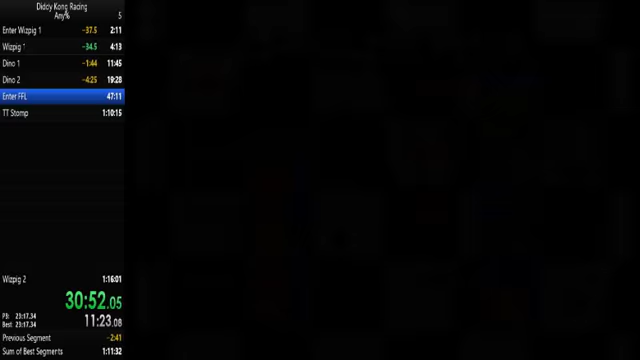 Diddy Kong Racing
Any% 5
Enter Wizpig 1 -37.5 2:11
Wizpig 1 -34.5 4:13
Dino 1 -1:44 11:45
Dino 2 -4:25 19:28
Enter FFL 47:11
TT Stomp 1:10:15
Wizpig 2 1:16:01
30:52.05
PB: 23:17.34
Best 23:17.34
11:23.08
Previous Segment -2:41
Sum of Best Segments 1:11:32